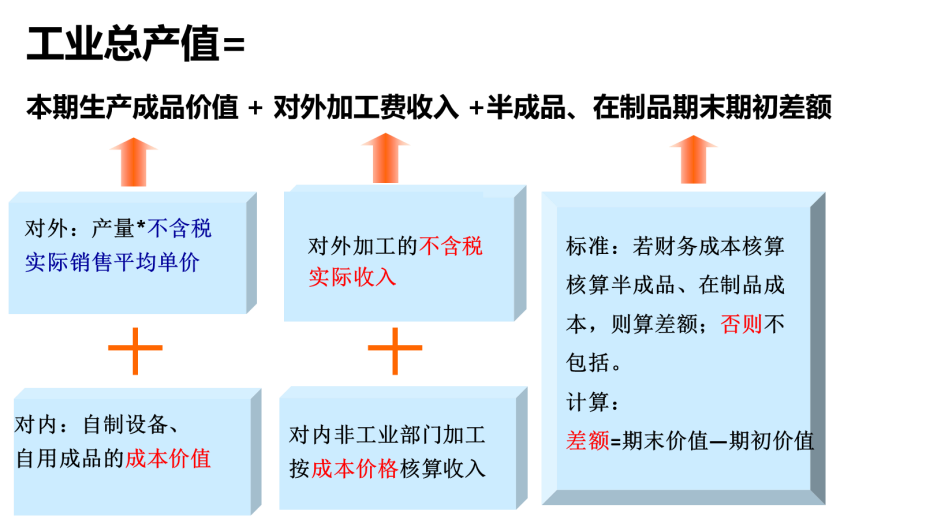 工业总产值=
本期生产成品价值 + 对外加工费收入 +半成品、在制品期末期初差额
对外：产量*不含税
实际销售平均单价
对内：自制设备、
自用成品的成本价值
对外加工的不含税
实际收入
对内非工业部门加工
按成本价格核算收入
标准：若财务成本核算
核算半成品、在制品成
本，则算差额；否则不
包括。
计算：
差额=期末价值—期初价值